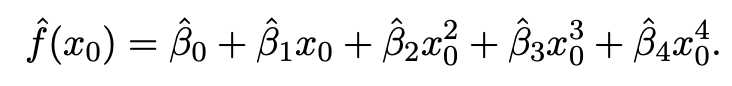 f̂(x₀) = β̂₀ + β̂₁x₀ + β̂₂x₀² + β̂₃x₀³ + β̂₄x₀⁴.